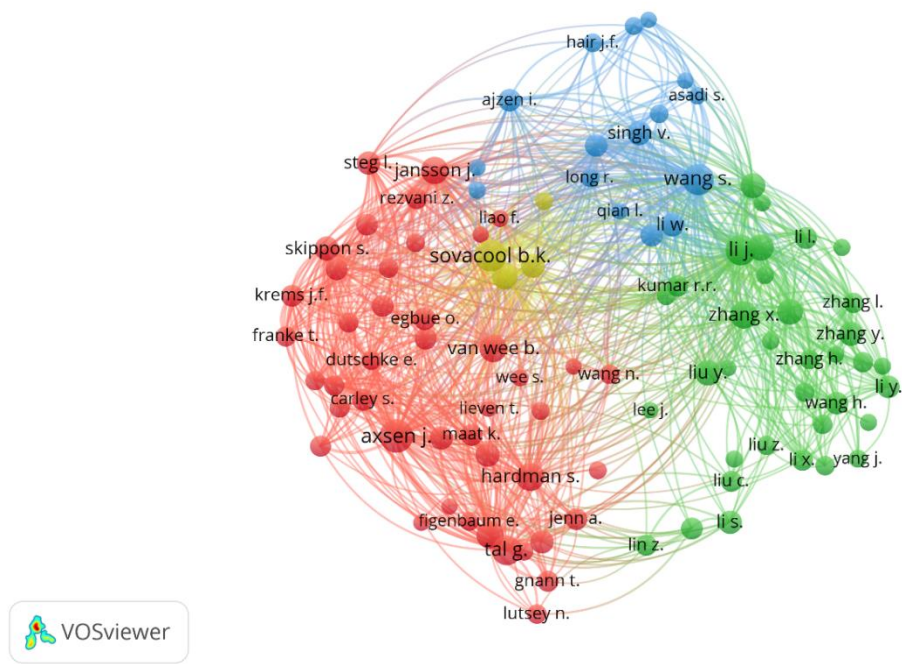 hair j.f.
ajzen i.
asadi s.
singh v.
steg l.
jansson j.
long r.
wang s.
rezvani z.
liao f.
qian l.
li w.
skippon s.
sovacool b.k.
li j.
li l.
krems j.f.
kumar r.r.
zhang l.
egbue o.
zhang x.
franke t.
van wee b.
zhang y.
dutschke e.
zhang h.
wee s.
wang n.
liu y.
li y.
carley s.
lieven t.
lee j.
wang h.
axsen j.
maat k.
liu z.
li x.
yang j.
hardman s.
liu c.
figenbaum e.
jenn a.
li s.
tal g.
lin z.
gnann t.
lutsey n.
VOSviewer